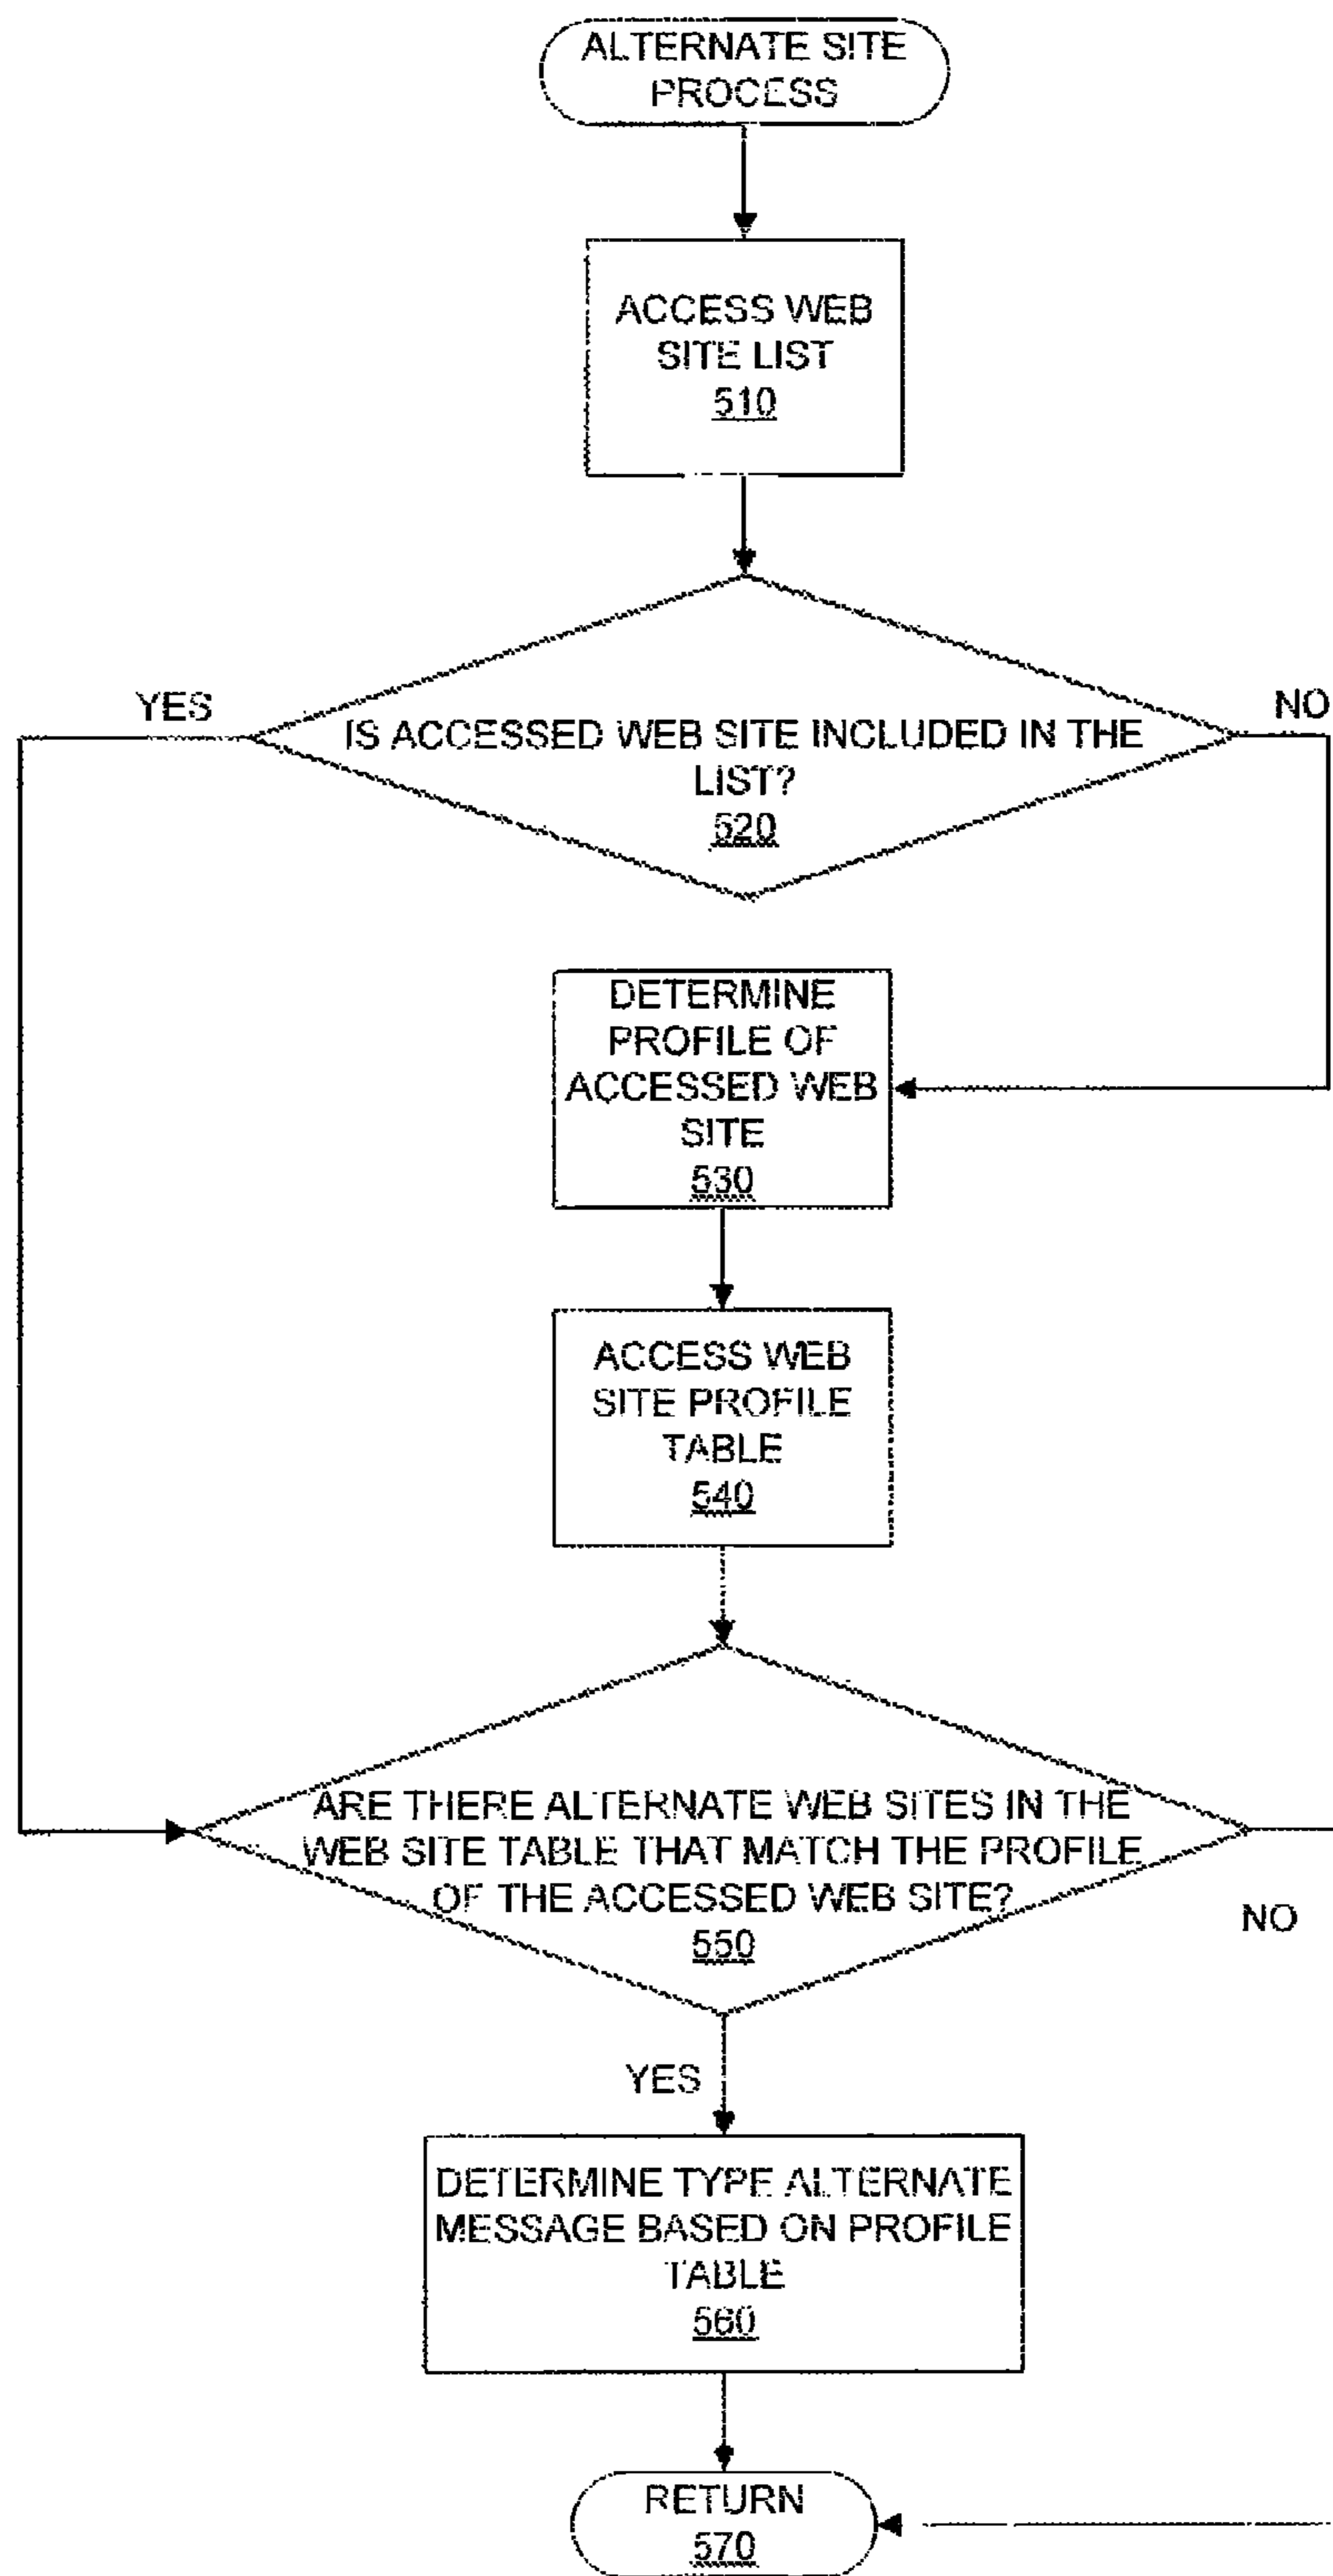 ALTERNATE SITE
PROCESS
ACCESS WEB
SITE LIST
510
YES
NO
IS ACCESSED WEB SITE INCLUDED IN THE
LIST?
520
DETERMINE
PROFILE OF
ACCESSED WEB
SITE
530
ACCESS WEB
SITE PROFILE
TABLE
540
ARE THERE ALTERNATE WEB SITES IN THE
WEB SITE TABLE THAT MATCH THE PROFILE
OF THE ACCESSED WEB SITE?
550
NO
YES
DETERMINE TYPE ALTERNATE
MESSAGE BASED ON PROFILE
TABLE
560
RETURN
570